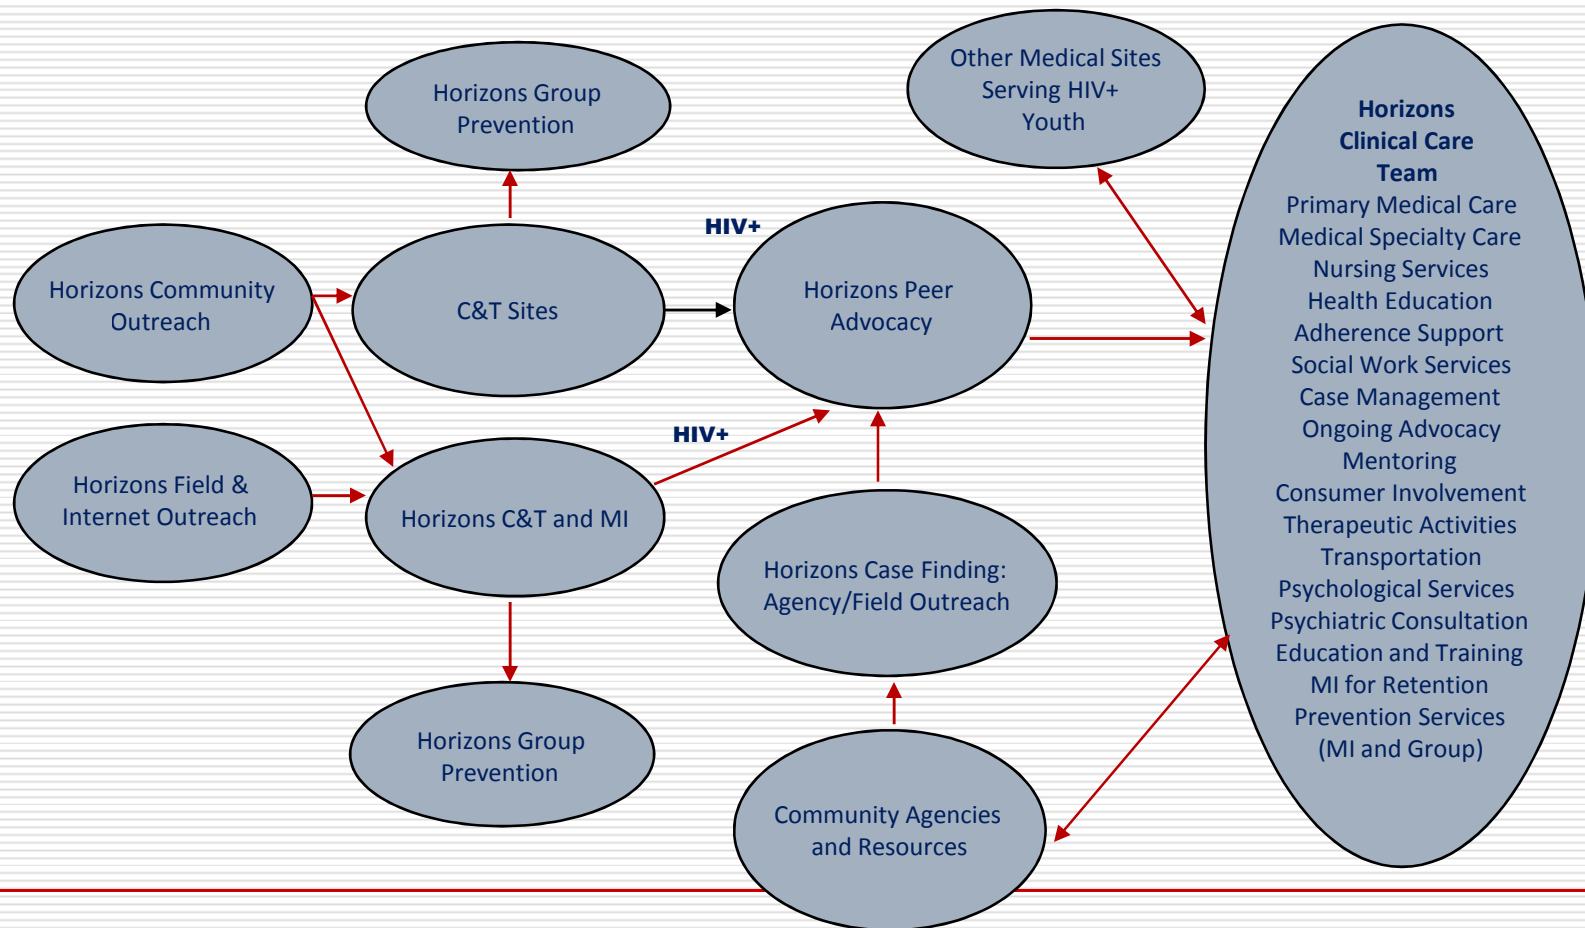 Horizons Group
Prevention
Other Medical Sites
Serving HIV+
Youth
Horizons Community
Outreach
C&T Sites
HIV+
Horizons Peer
Advocacy
Horizons Field &
Internet Outreach
Horizons C&T and MI
HIV+
Horizons Case Finding:
Agency/Field Outreach
Horizons Group
Prevention
Community Agencies
and Resources
Horizons
Clinical Care
Team
Primary Medical Care
Medical Specialty Care
Nursing Services
Health Education
Adherence Support
Social Work Services
Case Management
Ongoing Advocacy
Mentoring
Consumer Involvement
Therapeutic Activities
Transportation
Psychological Services
Psychiatric Consultation
Education and Training
MI for Retention
Prevention Services
(MI and Group)